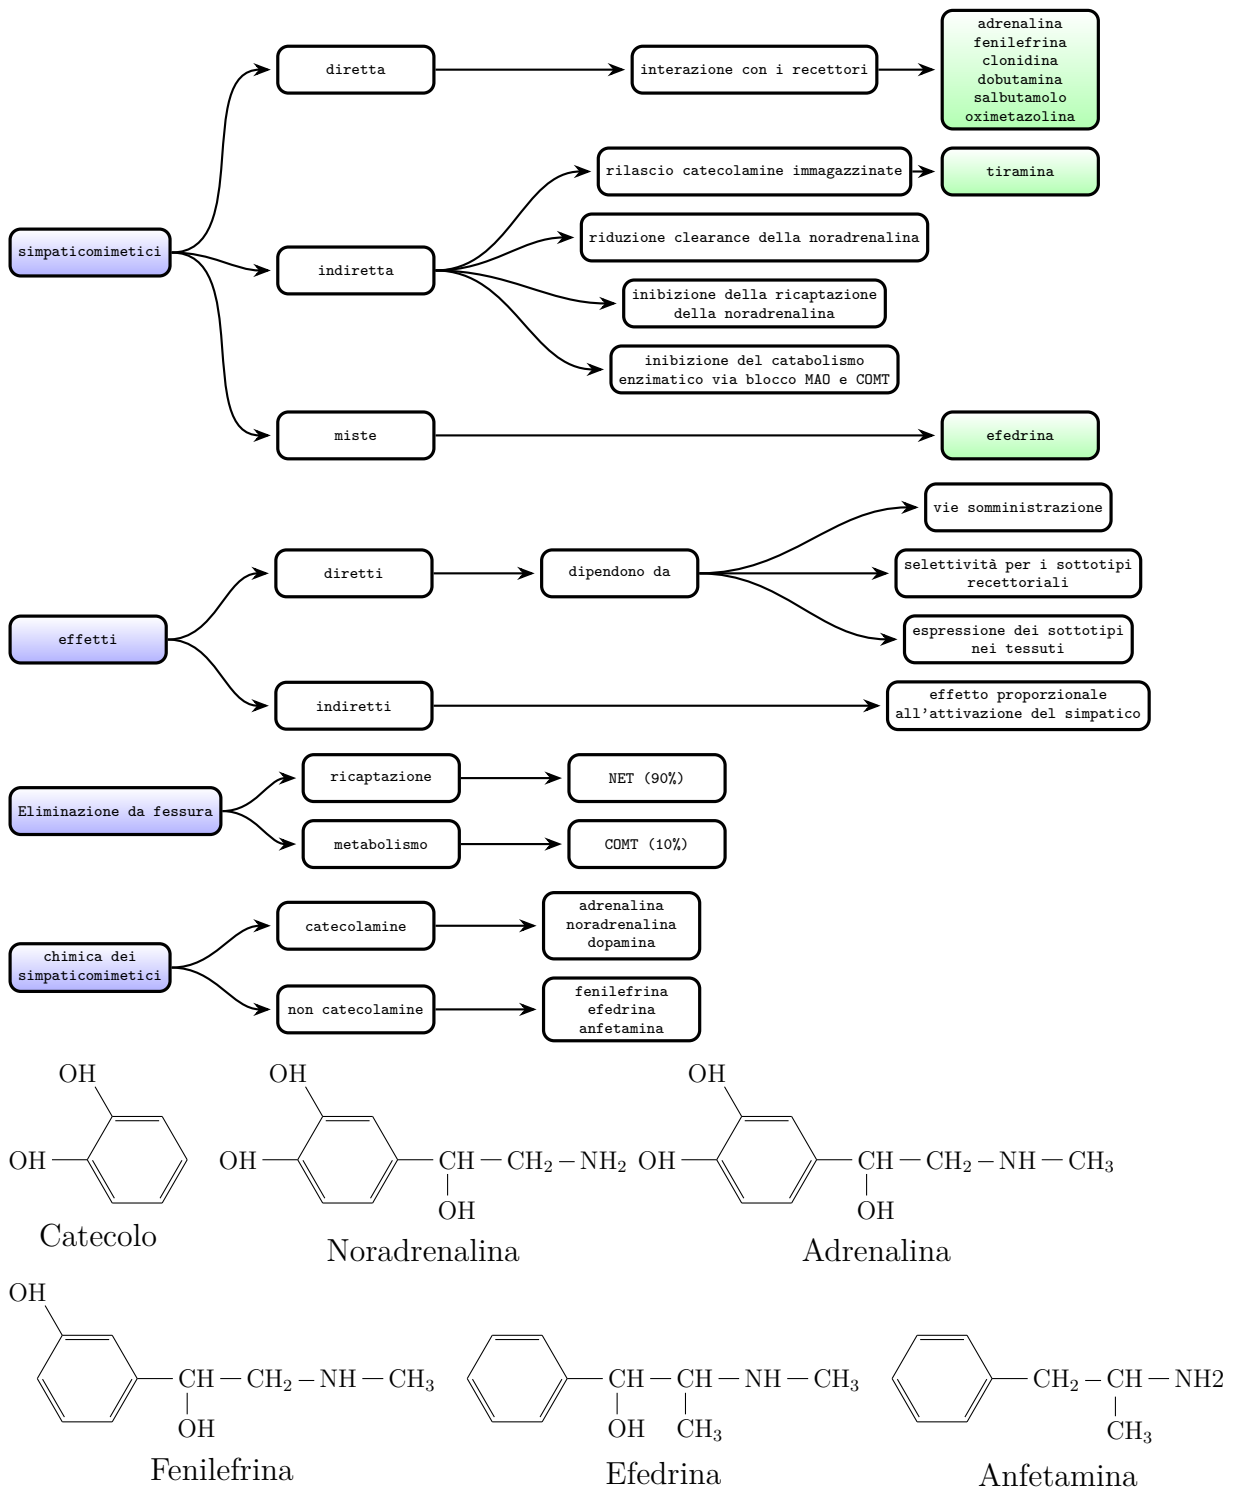 simpaticomimetici
diretta
interazione con i recettori
adrenalina
fenilefrina
clonidina
dobutamina
salbutamolo
oximetazolina
indiretta
rilascio catecolamine immagazzinate
tiramina
riduzione clearance della noradrenalina
inibizione della ricaptazione
della noradrenalina
inibizione del catabolismo
enzimatico via blocco MAO e COMT
miste
efedrina
effetti
diretti
dipendono da
vie somministrazione
selettività per i sottotipi
recettoriali
espressione dei sottotipi
nei tessuti
indiretti
effetto proporzionale
all'attivazione del simpatico
Eliminazione da fessura
ricaptazione
NET (90%)
metabolismo
COMT (10%)
chimica dei
simpaticomimetici
catecolamine
adrenalina
noradrenalina
dopamina
non catecolamine
fenilefrina
efedrina
anfetamina
OH
OH
Catecolo
OH
OH
CH
CH₂
NH₂
OH
Noradrenalina
OH
OH
CH
CH₂
NH
CH₃
OH
Adrenalina
OH
CH
CH₂
NH
CH₃
OH
Fenilefrina
CH
CH
NH
CH₃
OH
CH₃
Efedrina
CH₂
CH
NH2
CH₃
Anfetamina